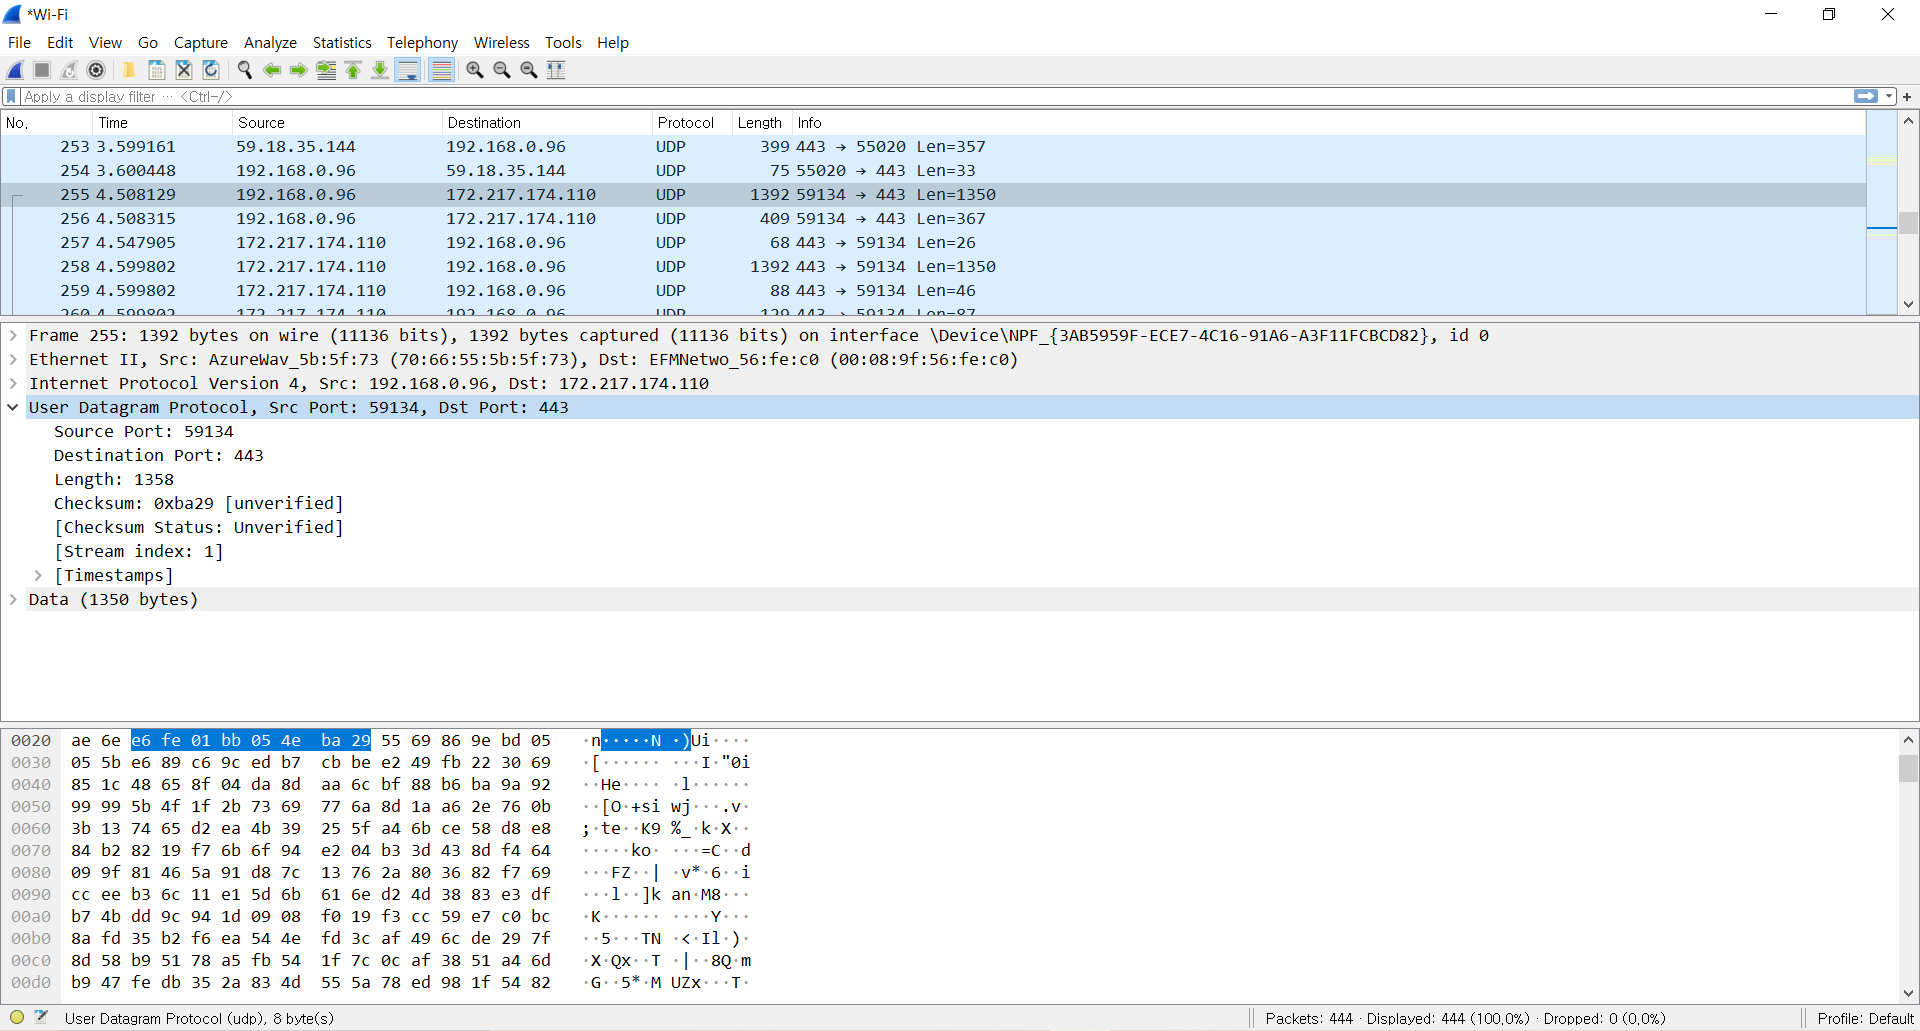 *Wi-Fi
File Edit View Go Capture Analyze Statistics Telephony Wireless Tools Help
Apply a display filter ··· <Ctrl-/>
+
No. Time Source Destination Protocol Length Info
253 3.599161 59.18.35.144 192.168.0.96 UDP 399 443 → 55020 Len=357
254 3.600448 192.168.0.96 59.18.35.144 UDP 75 55020 → 443 Len=33
255 4.508129 192.168.0.96 172.217.174.110 UDP 1392 59134 → 443 Len=1350
256 4.508315 192.168.0.96 172.217.174.110 UDP 409 59134 → 443 Len=367
257 4.547905 172.217.174.110 192.168.0.96 UDP 68 443 → 59134 Len=26
258 4.599802 172.217.174.110 192.168.0.96 UDP 1392 443 → 59134 Len=1350
259 4.599802 172.217.174.110 192.168.0.96 UDP 88 443 → 59134 Len=46
260 4.599802 172.217.174.110 192.168.0.96 UDP 129 443 → 59134 Len=87
Frame 255: 1392 bytes on wire (11136 bits), 1392 bytes captured (11136 bits) on interface \Device\NPF_{3AB5959F-ECE7-4C16-91A6-A3F11FCBCD82}, id 0
Ethernet II, Src: AzureWav_5b:5f:73 (70:66:55:5b:5f:73), Dst: EFMNetwo_56:fe:c0 (00:08:9f:56:fe:c0)
Internet Protocol Version 4, Src: 192.168.0.96, Dst: 172.217.174.110
User Datagram Protocol, Src Port: 59134, Dst Port: 443
Source Port: 59134
Destination Port: 443
Length: 1358
Checksum: 0xba29 [unverified]
[Checksum Status: Unverified]
[Stream index: 1]
[Timestamps]
Data (1350 bytes)
0020 ae 6e e6 fe 01 bb 05 4e ba 29 55 69 86 9e bd 05 ·n·····N ·)Ui····
0030 05 5b e6 89 c6 9c ed b7 cb be e2 49 fb 22 30 69 ·[······ ···I·"0i
0040 85 1c 48 65 8f 04 da 8d aa 6c bf 88 b6 ba 9a 92 ··He···· ·l······
0050 99 99 5b 4f 1f 2b 73 69 77 6a 8d 1a a6 2e 76 0b ··[O·+si wj···.v·
0060 3b 13 74 65 d2 ea 4b 39 25 5f a4 6b ce 58 d8 e8 ;·te··K9 %_·k·X··
0070 84 b2 82 19 f7 6b 6f 94 e2 04 b3 3d 43 8d f4 64 ·····ko· ···=C··d
0080 09 9f 81 46 5a 91 d8 7c 13 76 2a 80 36 82 f7 69 ···FZ··| ·v*·6··i
0090 cc ee b3 6c 11 e1 5d 6b 61 6e d2 4d 38 83 e3 df ···l··]k an·M8···
00a0 b7 4b dd 9c 94 1d 09 08 f0 19 f3 cc 59 e7 c0 bc ·K······ ····Y···
00b0 8a fd 35 b2 f6 ea 54 4e fd 3c af 49 6c de 29 7f ··5···TN ·<·Il·)·
00c0 8d 58 b9 51 78 a5 fb 54 1f 7c 0c af 38 51 a4 6d ·X·Qx··T ·|··8Q·m
00d0 b9 47 fe db 35 2a 83 4d 55 5a 78 ed 98 1f 54 82 ·G··5*·M UZx···T·
User Datagram Protocol (udp), 8 byte(s) Packets: 444 · Displayed: 444 (100,0%) · Dropped: 0 (0,0%) Profile: Default